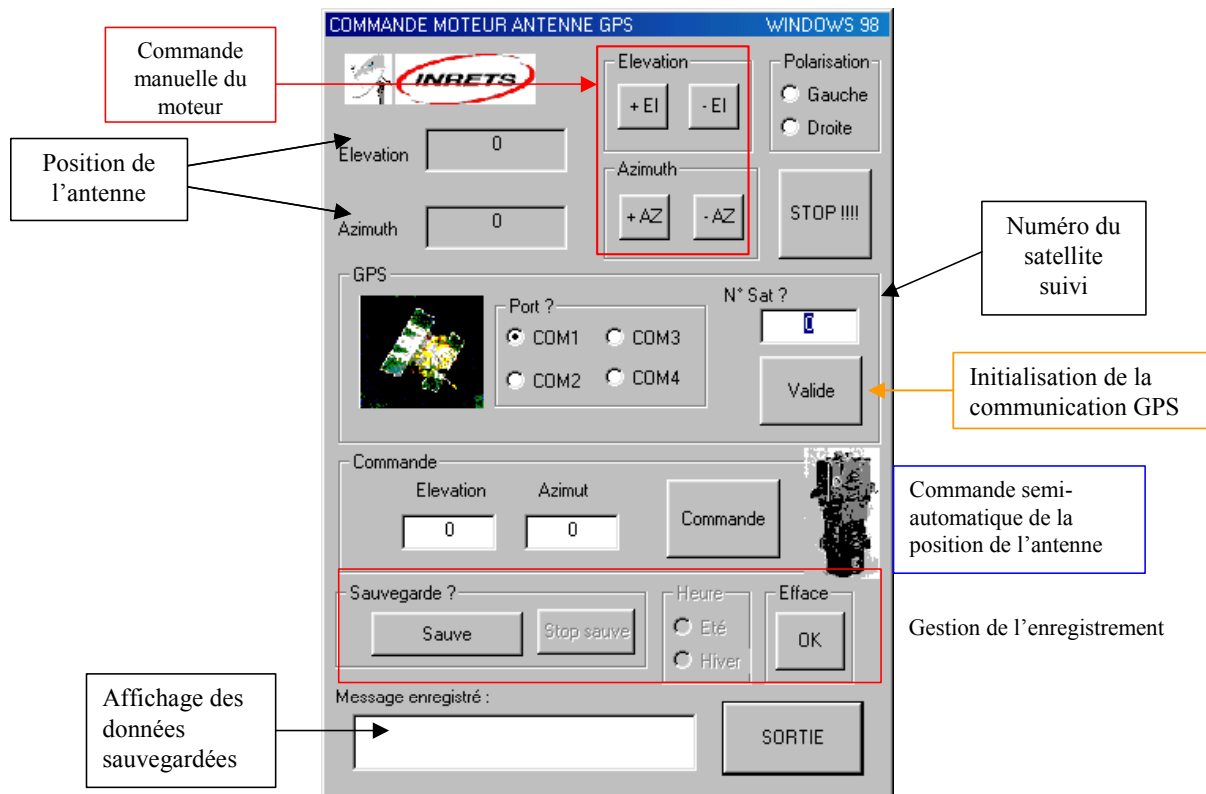 COMMANDE MOTEUR ANTENNE GPS WINDOWS 98
Commande
manuelle du
moteur
INRETS
Elevation
+ El - El
Polarisation
Gauche
Droite
Position de
l’antenne
Elevation 0
Azimuth 0
Azimuth
+ AZ - AZ
STOP !!!!
Numéro du
satellite
suivi
GPS
Port ?
COM1 COM3
COM2 COM4
N° Sat ?
0
Valide
Initialisation de la
communication GPS
Commande
Elevation Azimut
0 0
Commande
Commande semi-
automatique de la
position de l’antenne
Sauvegarde ?
Sauve Stop sauve
Heure
Eté
Hiver
Efface
OK
Gestion de l’enregistrement
Message enregistré :
Affichage des
données
sauvegardées
SORTIE